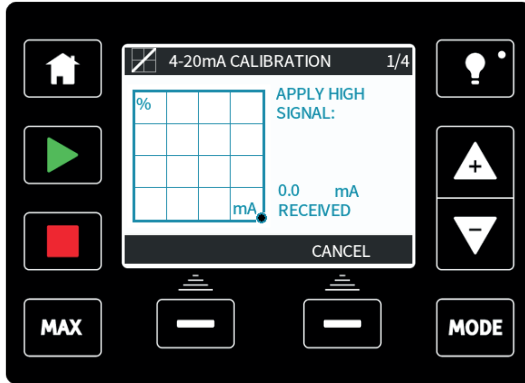 4-20mA CALIBRATION 1/4
%
APPLY HIGH
SIGNAL:
0.0 mA
mA RECEIVED
CANCEL
MAX
MODE